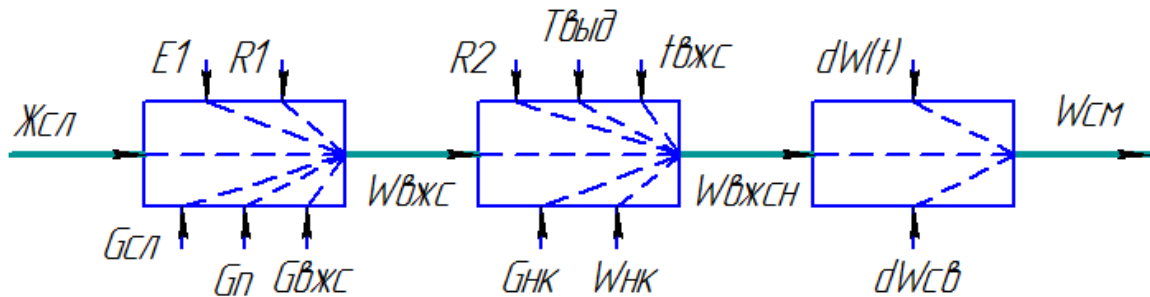 E1 R1 R2 Tвыд tвжс dW(t)
Жсл Wсм
Wвжс Wвжсн
Gсл Gп Gвжс Gнк Wнк dWсв